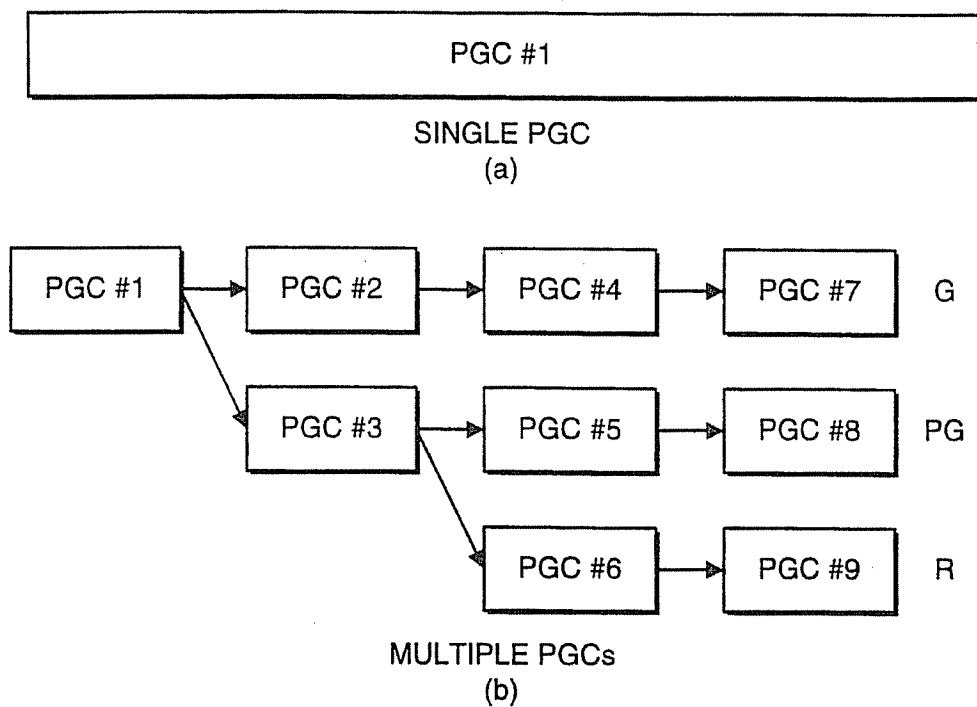 PGC #1
SINGLE PGC
(a)
PGC #1 PGC #2 PGC #4 PGC #7 G
PGC #3 PGC #5 PGC #8 PG
PGC #6 PGC #9 R
MULTIPLE PGCs
(b)